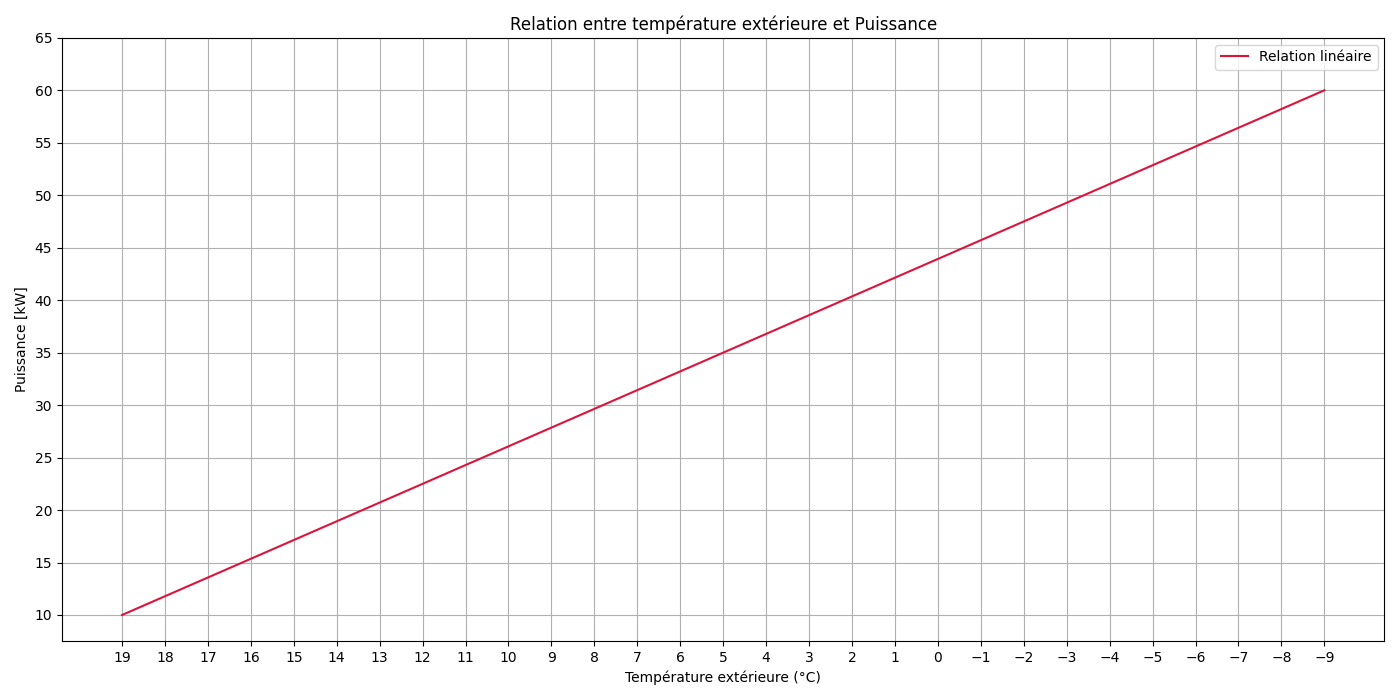 Relation entre température extérieure et Puissance
Relation linéaire
Puissance [kW]
65
60
55
50
45
40
35
30
25
20
15
10
19 18 17 16 15 14 13 12 11 10 9 8 7 6 5 4 3 2 1 0 −1 −2 −3 −4 −5 −6 −7 −8 −9
Température extérieure (°C)